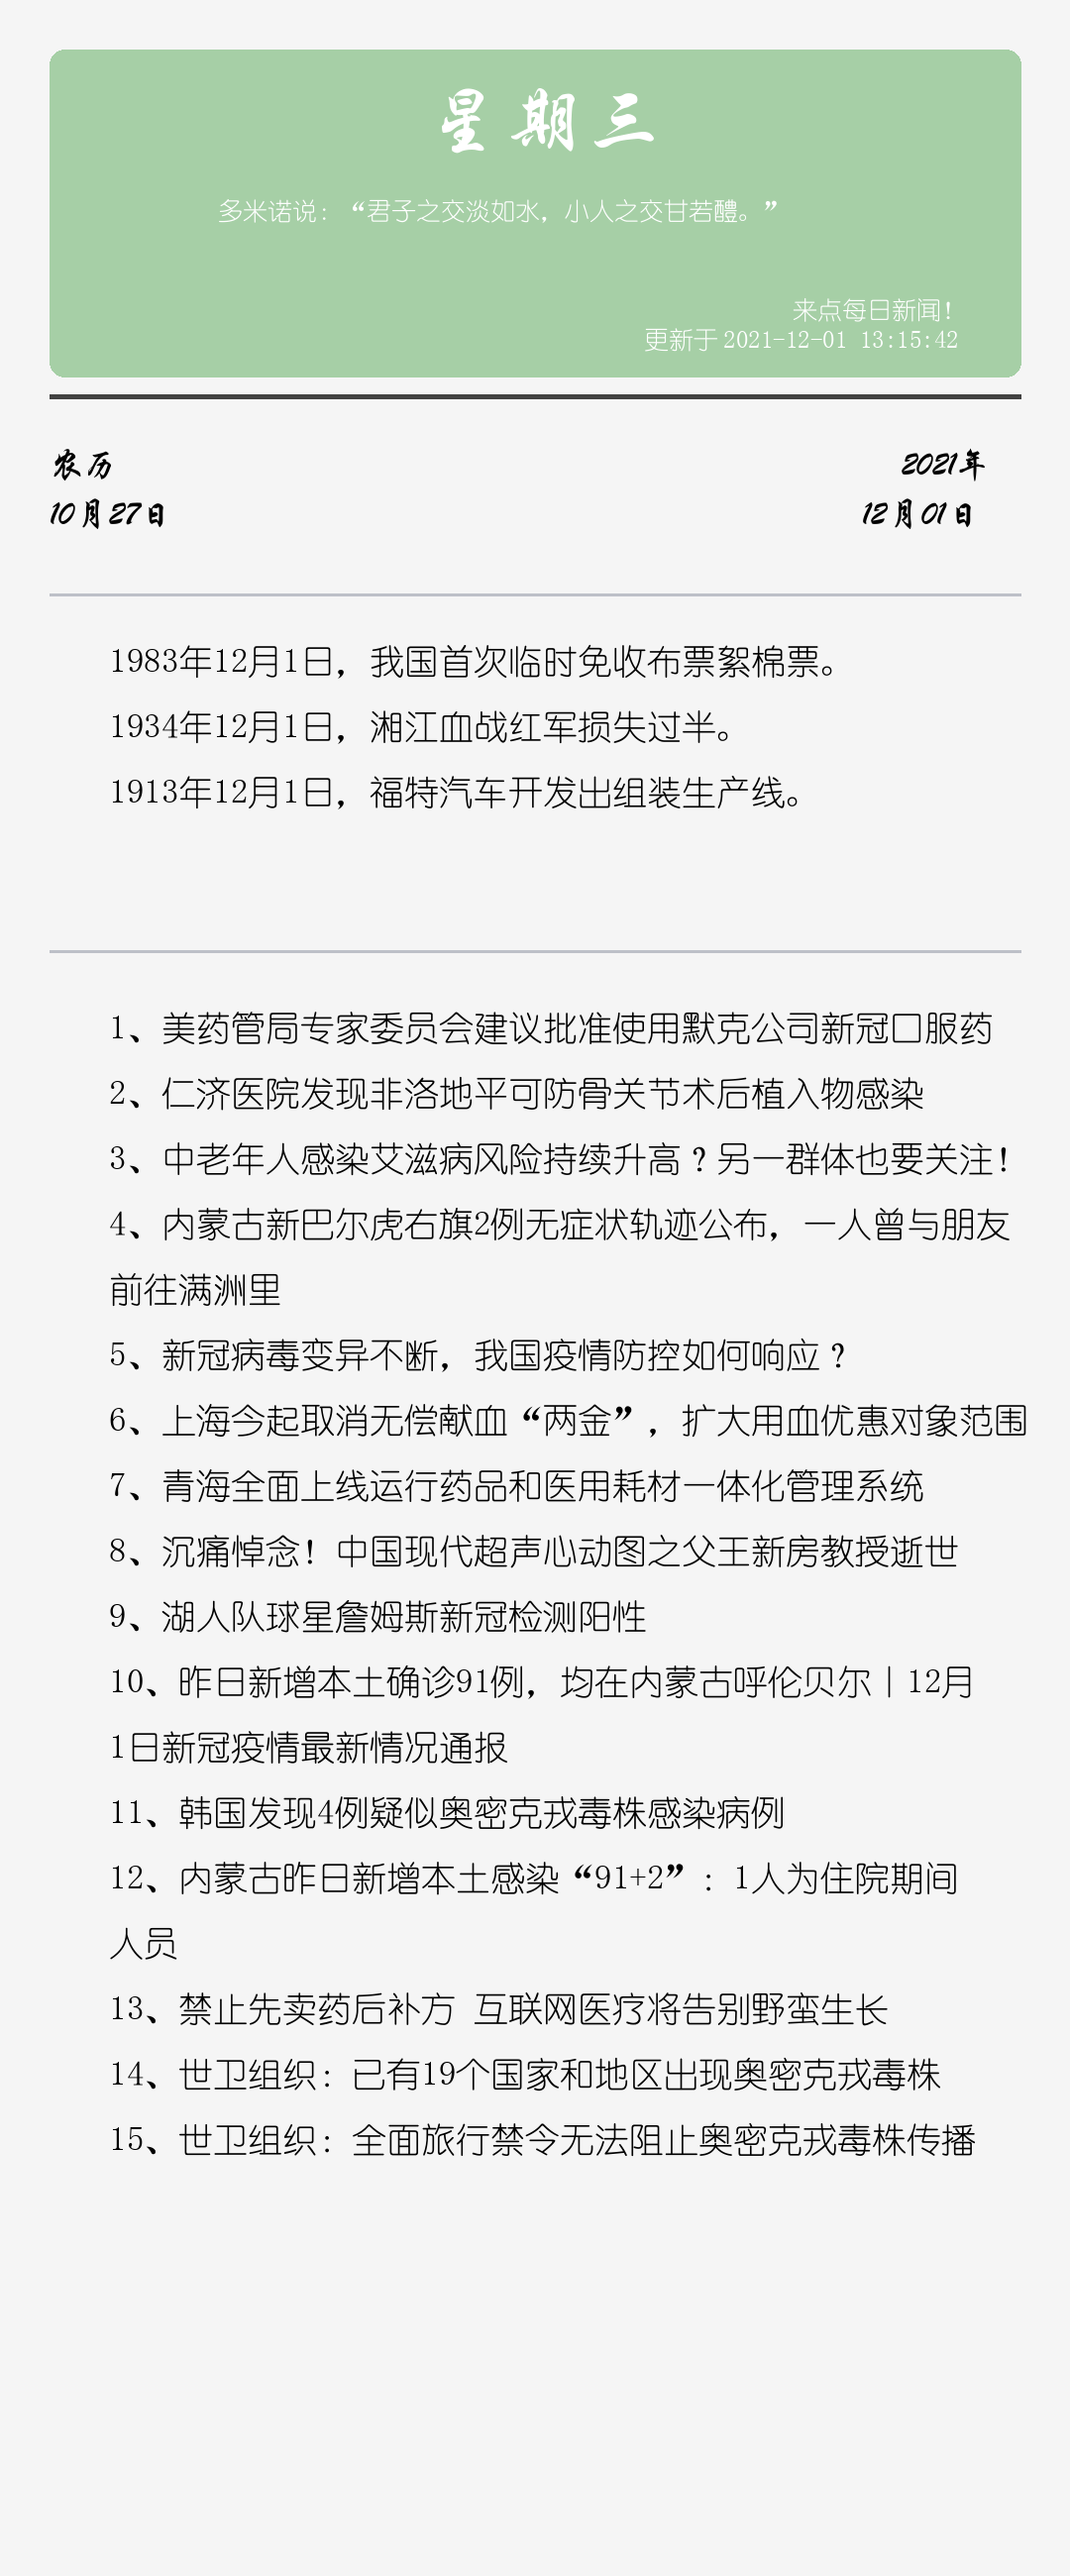 星期三
多米诺说：“君子之交淡如水，小人之交甘若醴。”
来点每日新闻！
更新于 2021-12-01 13:15:42
农历
2021年
10月27日
12月01日
1983年12月1日，我国首次临时免收布票絮棉票。
1934年12月1日，湘江血战红军损失过半。
1913年12月1日，福特汽车开发出组装生产线。
1、美药管局专家委员会建议批准使用默克公司新冠口服药
2、仁济医院发现非洛地平可防骨关节术后植入物感染
3、中老年人感染艾滋病风险持续升高？另一群体也要关注！
4、内蒙古新巴尔虎右旗2例无症状轨迹公布，一人曾与朋友
前往满洲里
5、新冠病毒变异不断，我国疫情防控如何响应？
6、上海今起取消无偿献血“两金”，扩大用血优惠对象范围
7、青海全面上线运行药品和医用耗材一体化管理系统
8、沉痛悼念！中国现代超声心动图之父王新房教授逝世
9、湖人队球星詹姆斯新冠检测阳性
10、昨日新增本土确诊91例，均在内蒙古呼伦贝尔丨12月
1日新冠疫情最新情况通报
11、韩国发现4例疑似奥密克戎毒株感染病例
12、内蒙古昨日新增本土感染“91+2”：1人为住院期间
人员
13、禁止先卖药后补方 互联网医疗将告别野蛮生长
14、世卫组织：已有19个国家和地区出现奥密克戎毒株
15、世卫组织：全面旅行禁令无法阻止奥密克戎毒株传播